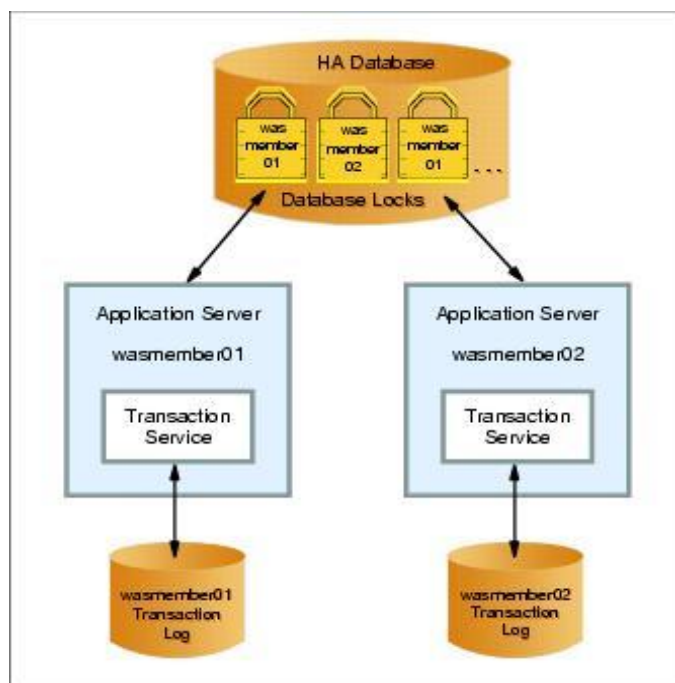 HA Database
was
member
01
was
member
02
was
member
01
. . .
Database Locks
Application Server
wasmember01
Transaction
Service
Application Server
wasmember02
Transaction
Service
wasmember01
Transaction
Log
wasmember02
Transaction
Log